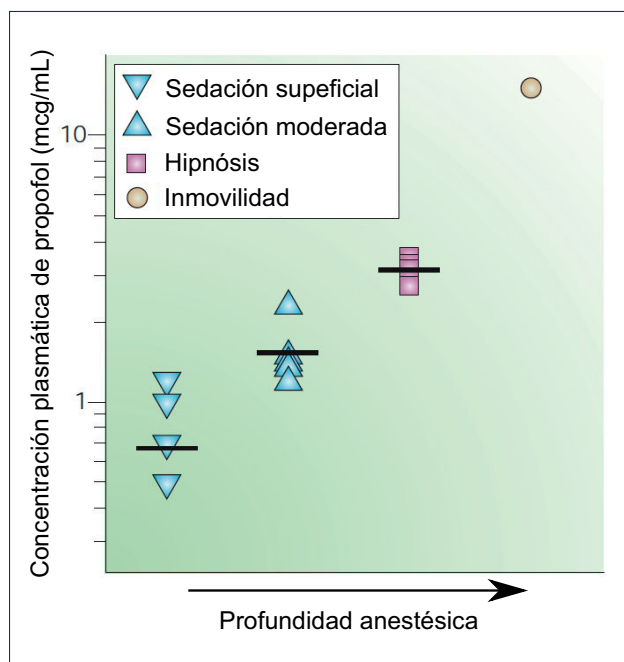 Concentración plasmática de propofol (mcg/mL)
10
1
Sedación supeficial
Sedación moderada
Hipnósis
Inmovilidad
Profundidad anestésica